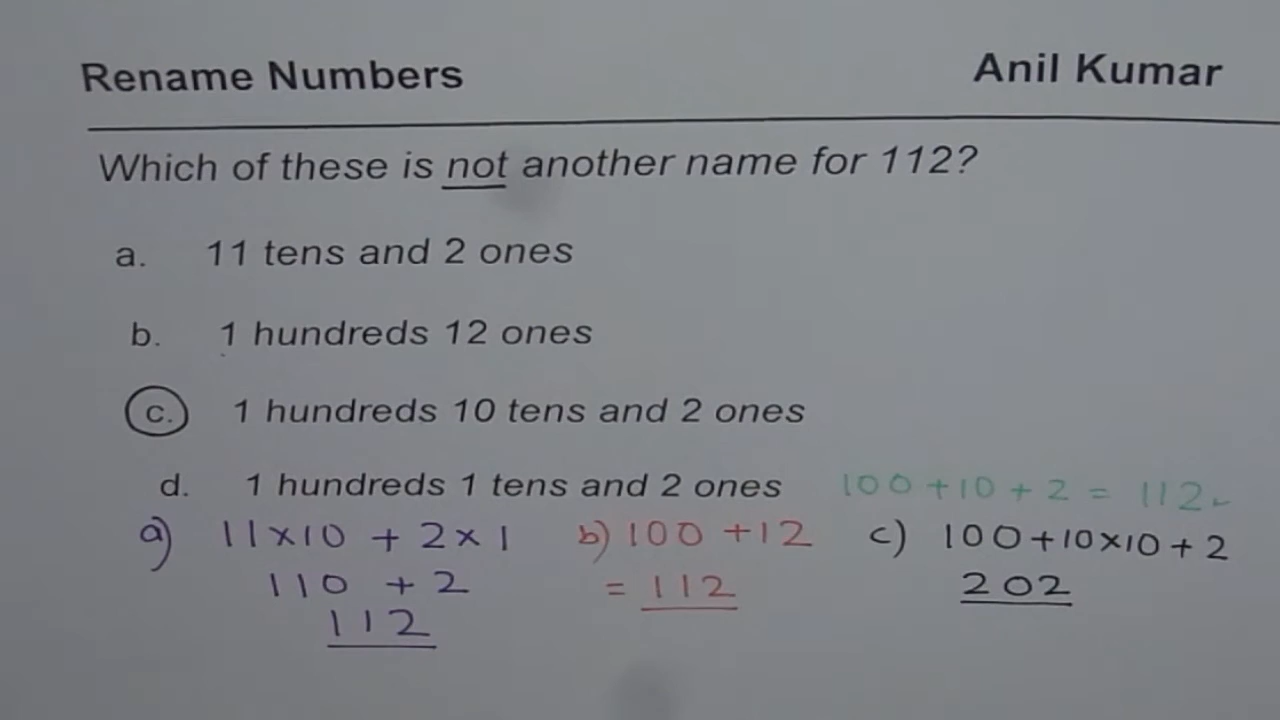 Rename Numbers Anil Kumar
Which of these is not another name for 112?
a. 11 tens and 2 ones
b. 1 hundreds 12 ones
c. 1 hundreds 10 tens and 2 ones
d. 1 hundreds 1 tens and 2 ones 100 + 10 + 2 = 112
a) 11×10 + 2×1 b) 100 + 12 c) 100+10×10+2
110 + 2 = 112 202
112